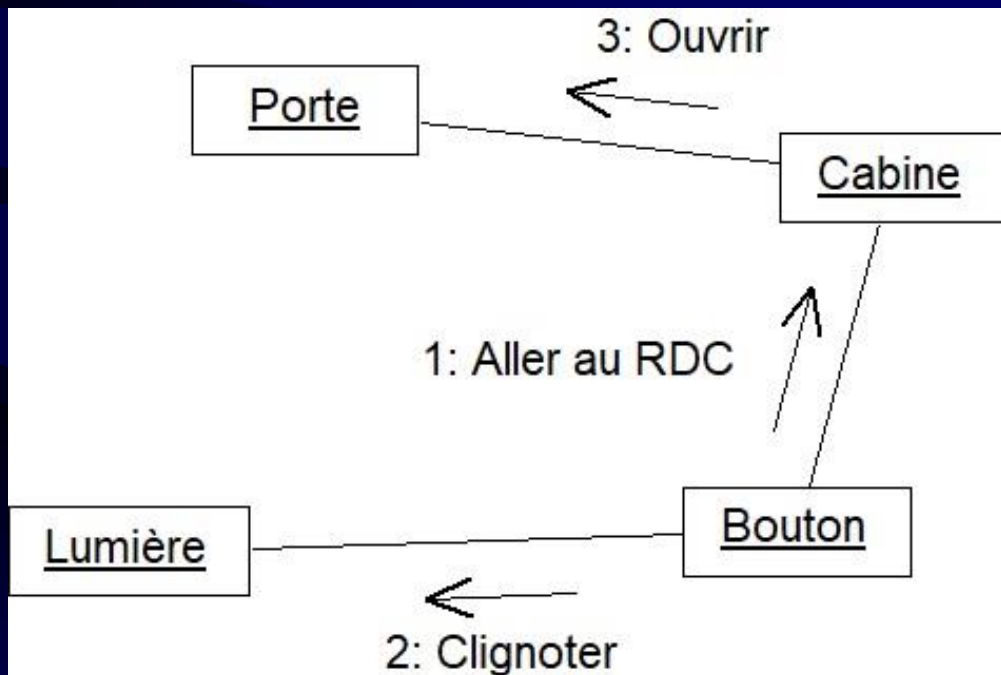 3: Ouvrir
Porte
Cabine
1: Aller au RDC
Bouton
Lumière
2: Clignoter